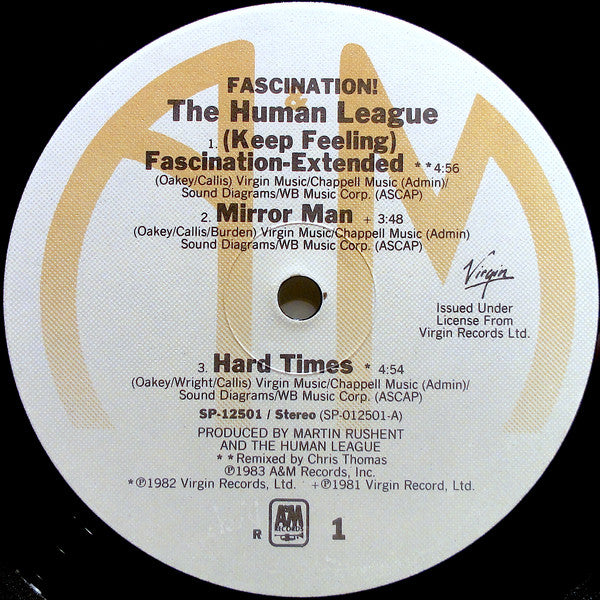 FASCINATION!
The Human League
1. (Keep Feeling)
Fascination-Extended **4:56
(Oakey/Callis) Virgin Music/Chappell Music (Admin)/
Sound Diagrams/WB Music Corp. (ASCAP)
2. Mirror Man + 3:48
(Oakey/Callis/Burden) Virgin Music/Chappell Music (Admin)
Sound Diagrams/WB Music Corp. (ASCAP)
Virgin
Issued Under
License From
Virgin Records Ltd.
3. Hard Times * 4:54
(Oakey/Wright/Callis) Virgin Music/Chappell Music (Admin)/
Sound Diagrams/WB Music Corp. (ASCAP)
SP-12501 / Stereo (SP-012501-A)
PRODUCED BY MARTIN RUSHENT
AND THE HUMAN LEAGUE
**Remixed by Chris Thomas
℗1983 A&M Records, Inc.
*℗1982 Virgin Records, Ltd. +℗1981 Virgin Record, Ltd.
R A&M RECORDS 1